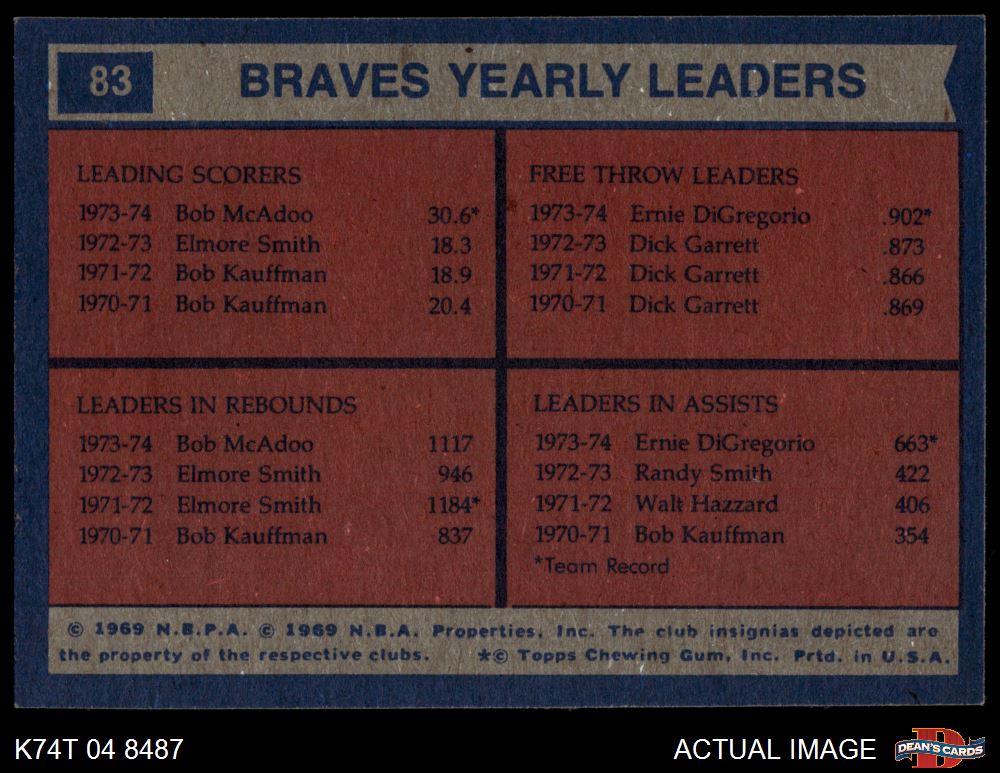 83 BRAVES YEARLY LEADERS
LEADING SCORERS
1973-74 Bob McAdoo 30.6*
1972-73 Elmore Smith 18.3
1971-72 Bob Kauffman 18.9
1970-71 Bob Kauffman 20.4
FREE THROW LEADERS
1973-74 Ernie DiGregorio .902*
1972-73 Dick Garrett .873
1971-72 Dick Garrett .866
1970-71 Dick Garrett .869
LEADERS IN REBOUNDS
1973-74 Bob McAdoo 1117
1972-73 Elmore Smith 946
1971-72 Elmore Smith 1184*
1970-71 Bob Kauffman 837
LEADERS IN ASSISTS
1973-74 Ernie DiGregorio 663*
1972-73 Randy Smith 422
1971-72 Walt Hazzard 406
1970-71 Bob Kauffman 354
*Team Record
© 1969 N.B.P.A. © 1969 N.B.A. Properties, Inc. The club insignias depicted are
the property of the respective clubs. *© Topps Chewing Gum, Inc. Prtd. in U.S.A.
K74T 04 8487
ACTUAL IMAGE
D
DEAN'S CARDS